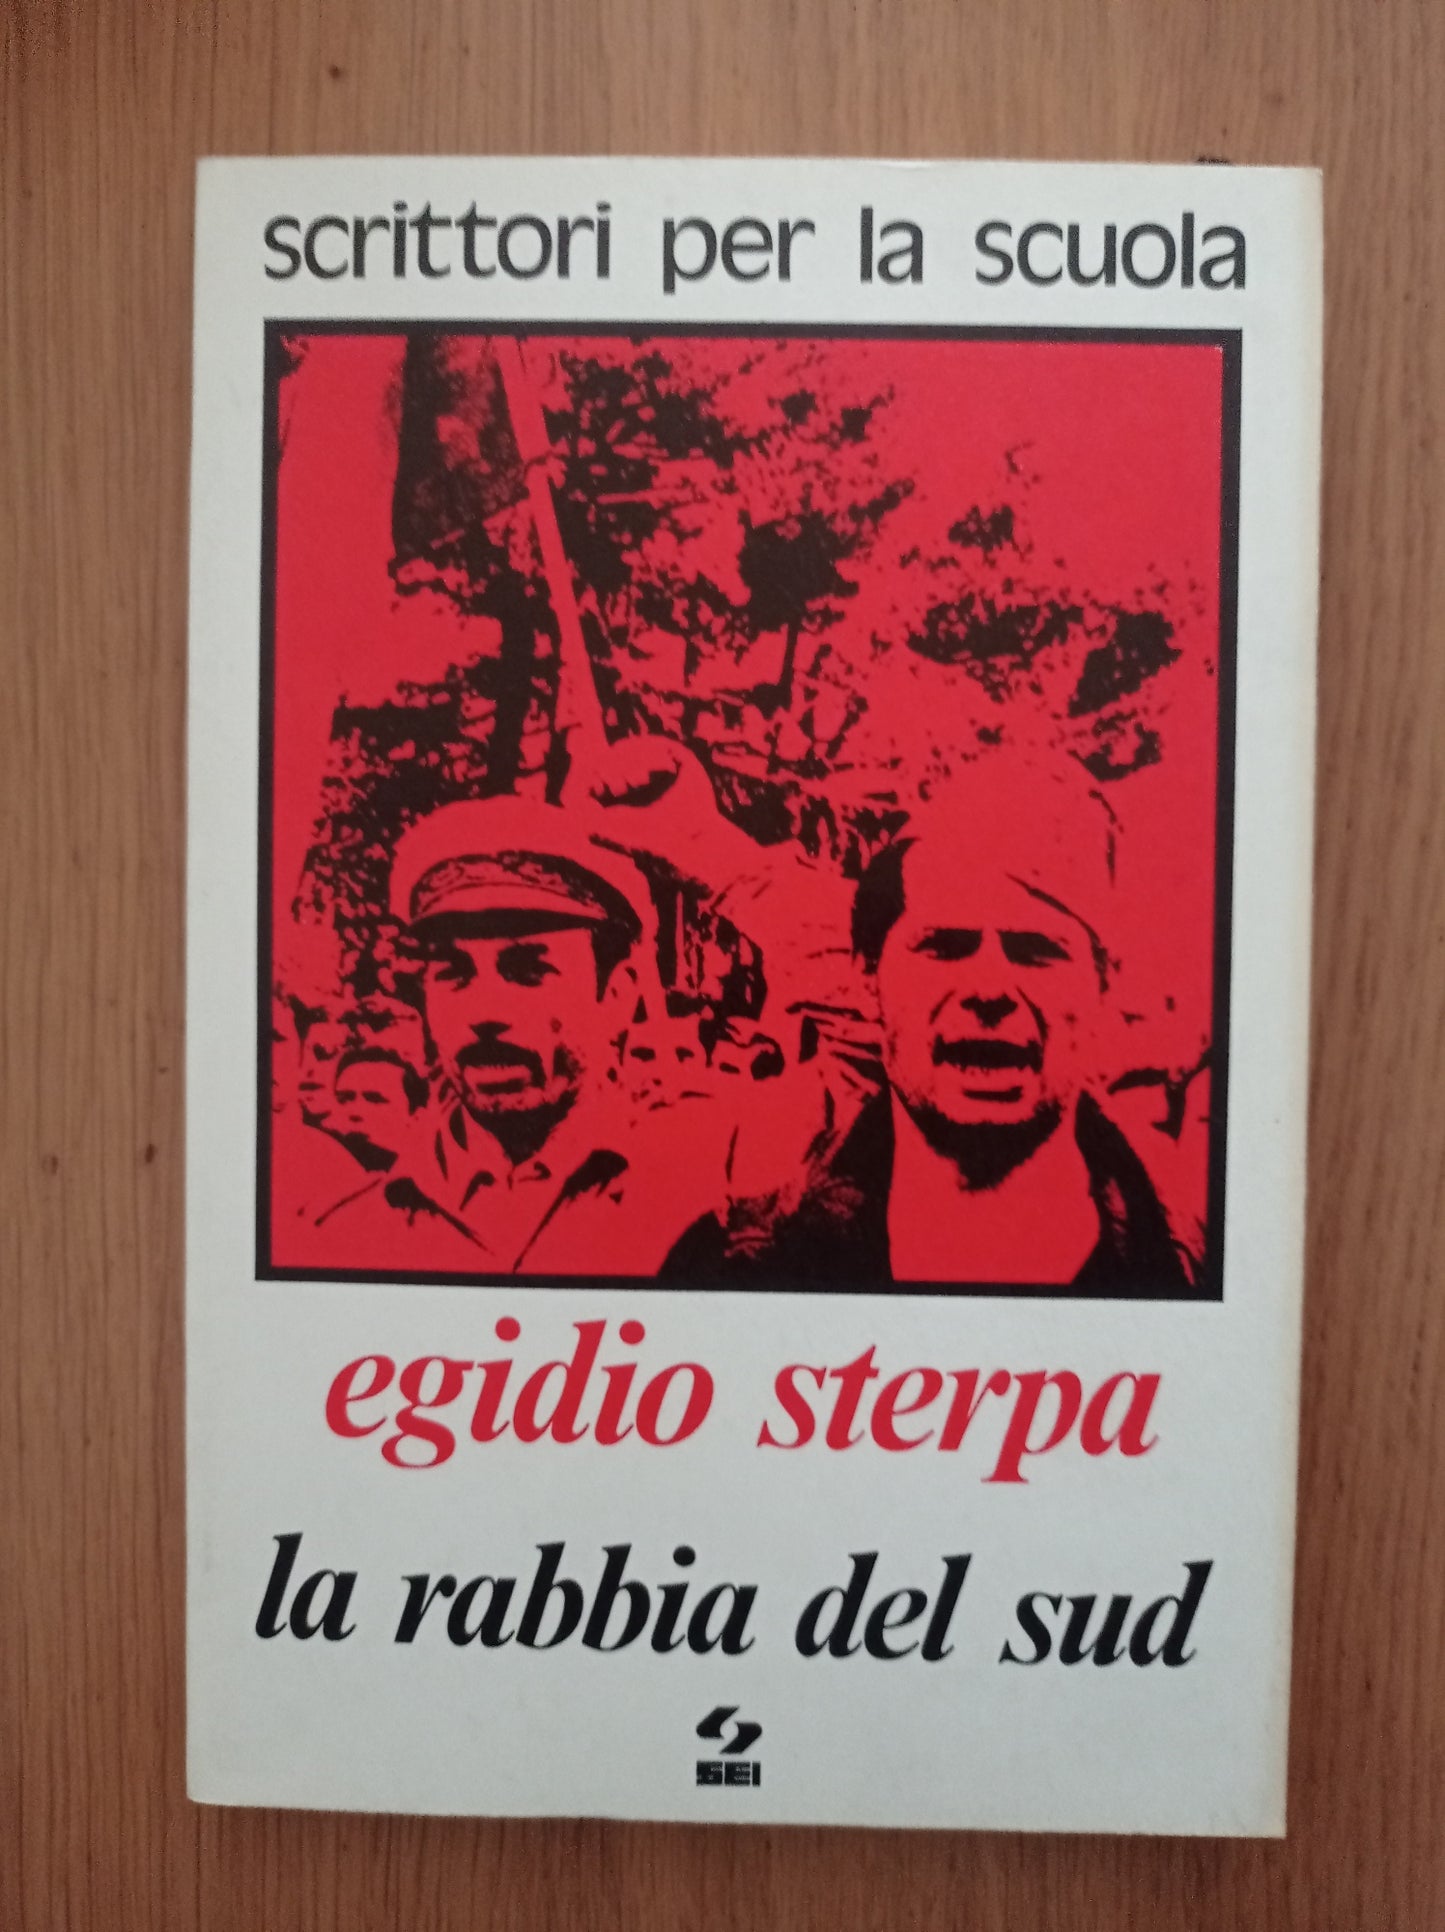 scrittori per la scuola
egidio sterpa
la rabbia del sud
SEI